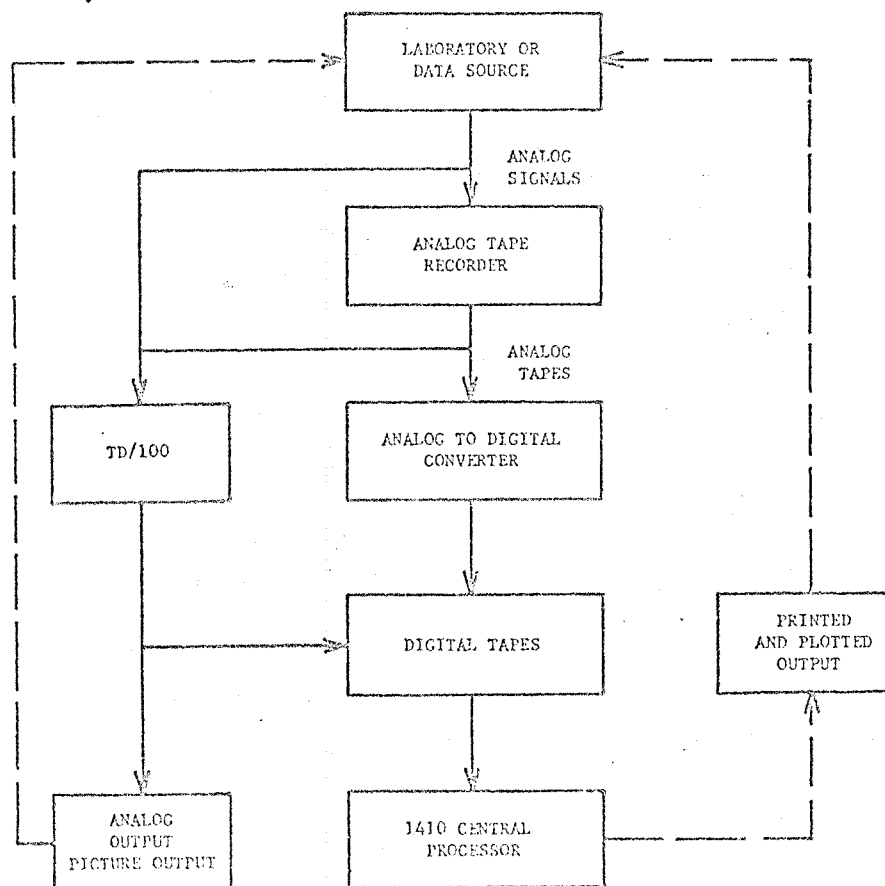 LABORATORY OR
DATA SOURCE
ANALOG
SIGNALS
ANALOG TAPE
RECORDER
ANALOG
TAPES
TD/100
ANALOG TO DIGITAL
CONVERTER
DIGITAL TAPES
PRINTED
AND PLOTTED
OUTPUT
ANALOG
OUTPUT
PICTURE OUTPUT
1410 CENTRAL
PROCESSOR